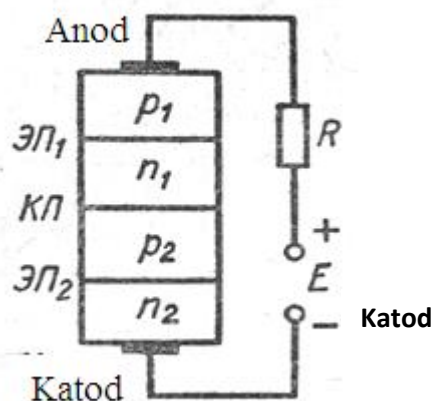 Anod
p₁
ЭП₁
n₁
R
КП
p₂
+
ЭП₂
E
n₂
− Katod
Katod